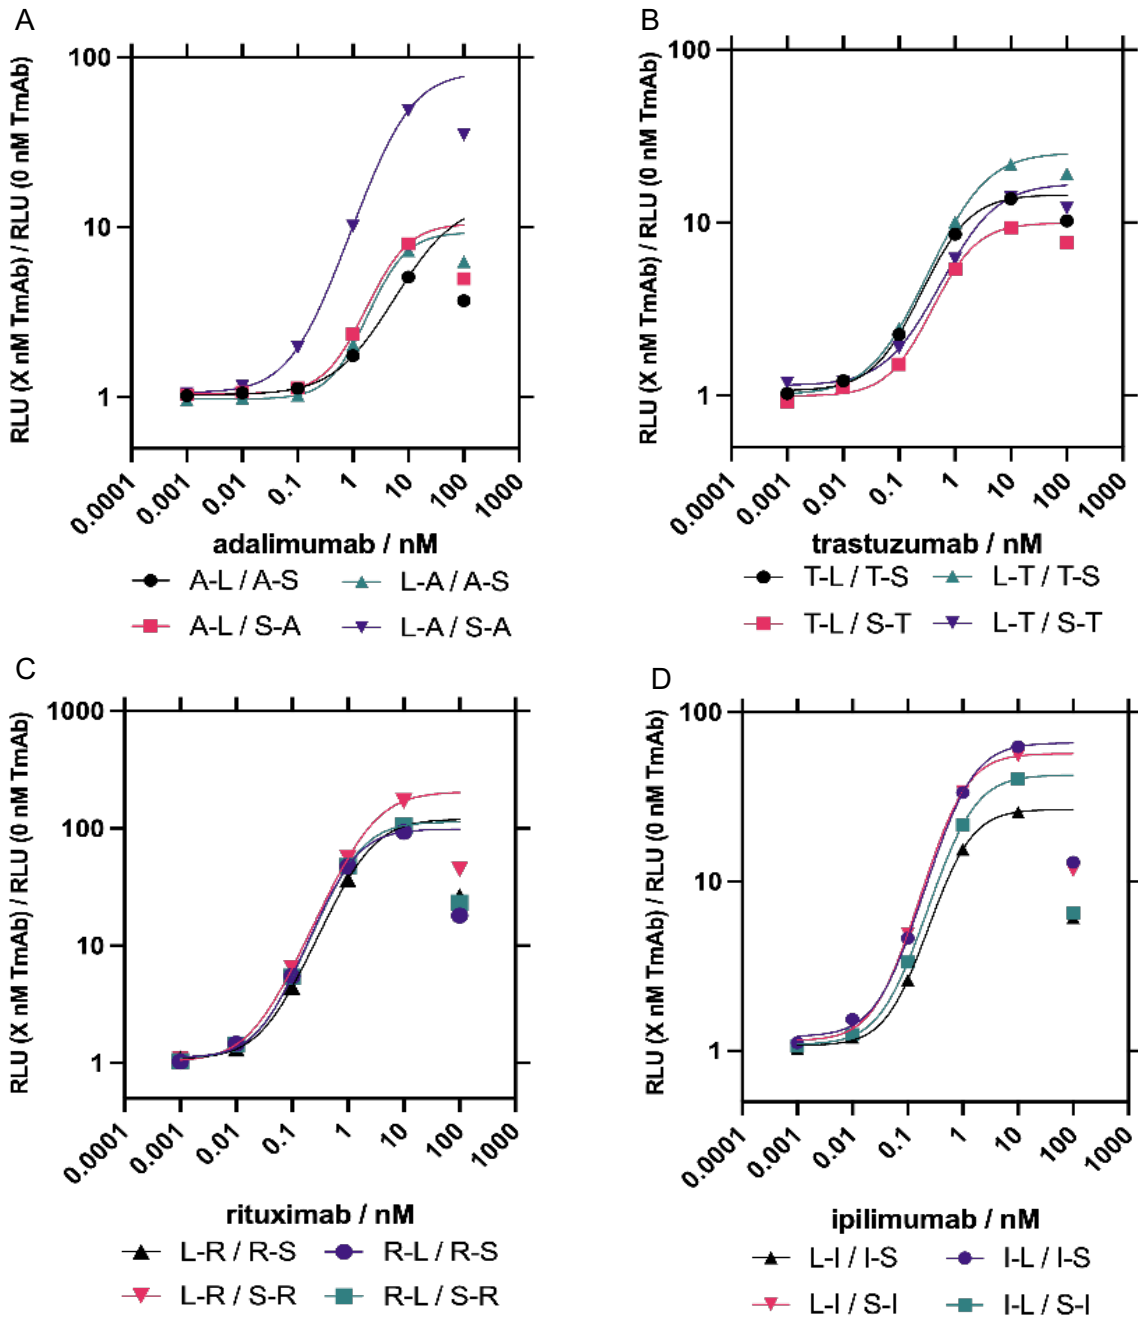 A
RLU (X nM TmAb) / RLU (0 nM TmAb)
100
10
1
0.0001
0.001
0.01
0.1
1
10
100
1000
adalimumab / nM
A-L / A-S
L-A / A-S
A-L / S-A
L-A / S-A
B
RLU (X nM TmAb) / RLU (0 nM TmAb)
100
10
1
0.0001
0.001
0.01
0.1
1
10
100
1000
trastuzumab / nM
T-L / T-S
L-T / T-S
T-L / S-T
L-T / S-T
C
RLU (X nM TmAb) / RLU (0 nM TmAb)
1000
100
10
1
0.0001
0.001
0.01
0.1
1
10
100
1000
rituximab / nM
L-R / R-S
R-L / R-S
L-R / S-R
R-L / S-R
D
RLU (X nM TmAb) / RLU (0 nM TmAb)
100
10
1
0.0001
0.001
0.01
0.1
1
10
100
1000
ipilimumab / nM
L-I / I-S
I-L / I-S
L-I / S-I
I-L / S-I